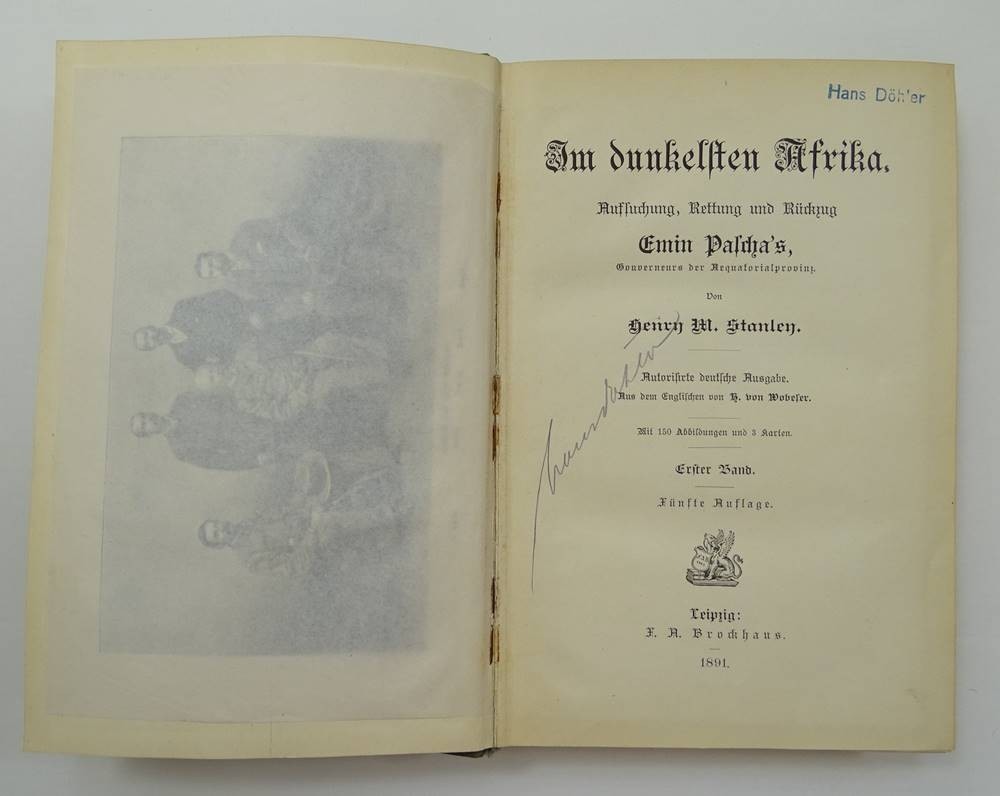 Hans Döhler
Im dunkelsten Afrika.
Aufsuchung, Rettung und Rückzug
Emin Pascha's,
Gouverneurs der Aequatorialprovinz.
Von
Henry M. Stanley.
Autorisirte deutsche Ausgabe.
Aus dem Englischen von H. von Wobeser.
Mit 150 Abbildungen und 3 Karten.
Erster Band.
Fünfte Auflage.
Leipzig:
F. A. Brockhaus.
1891.